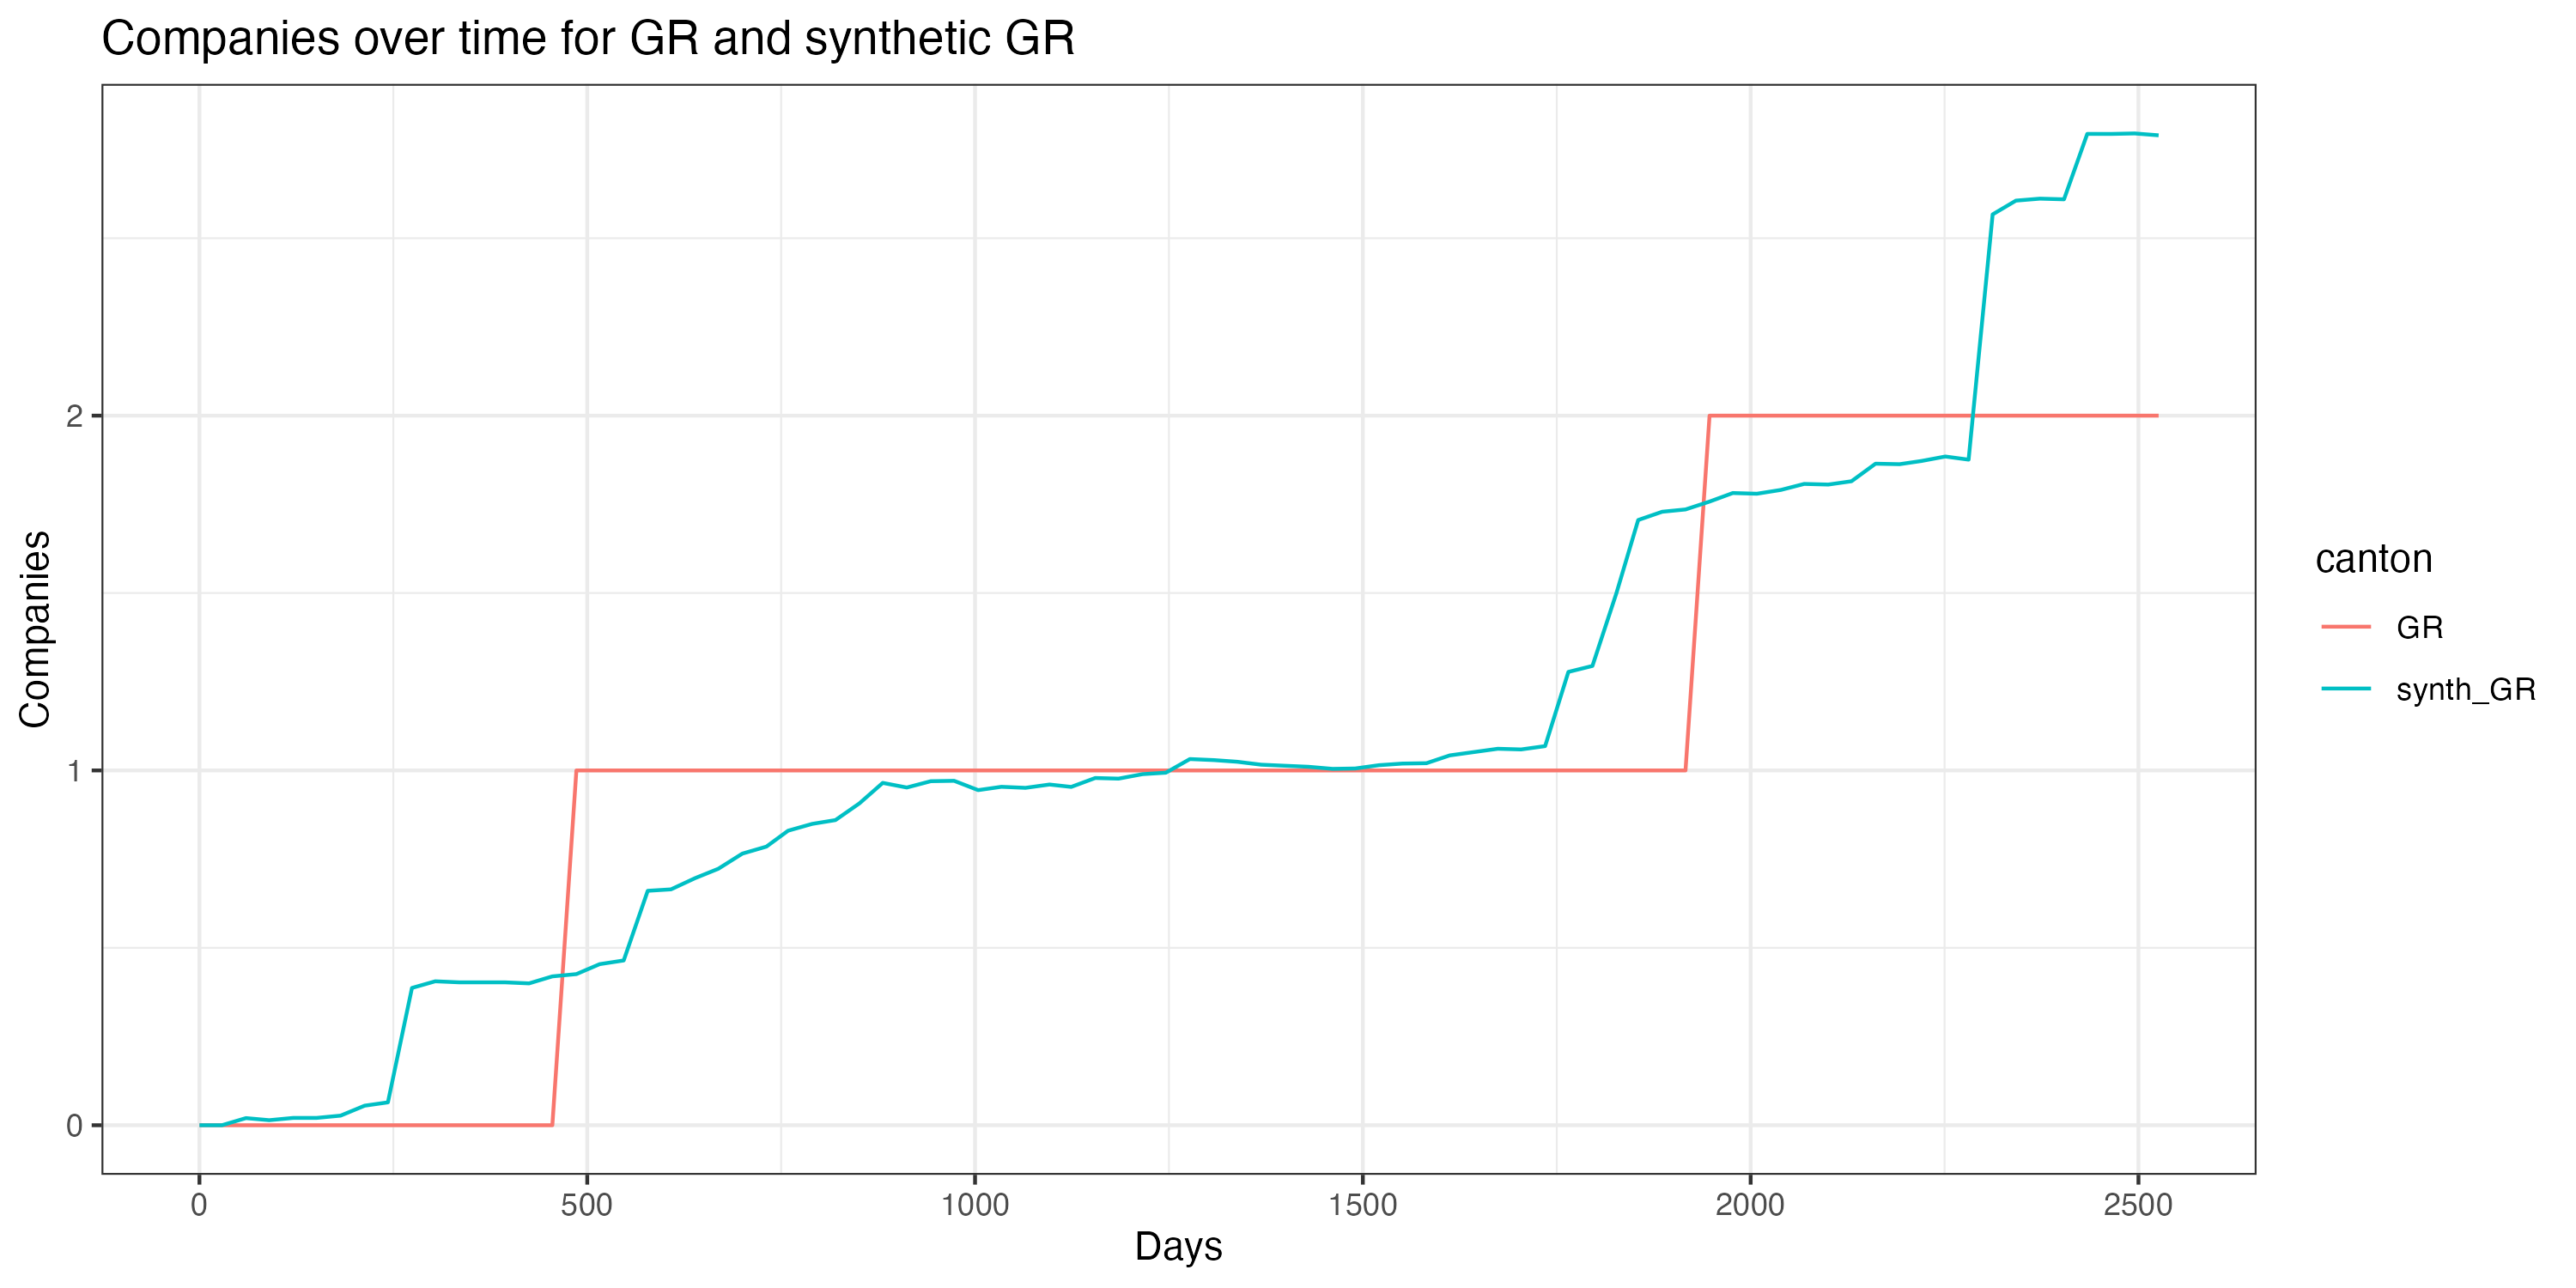 Companies over time for GR and synthetic GR
Companies
2
1
0
0 500 1000 1500 2000 2500
Days
canton
GR
synth_GR